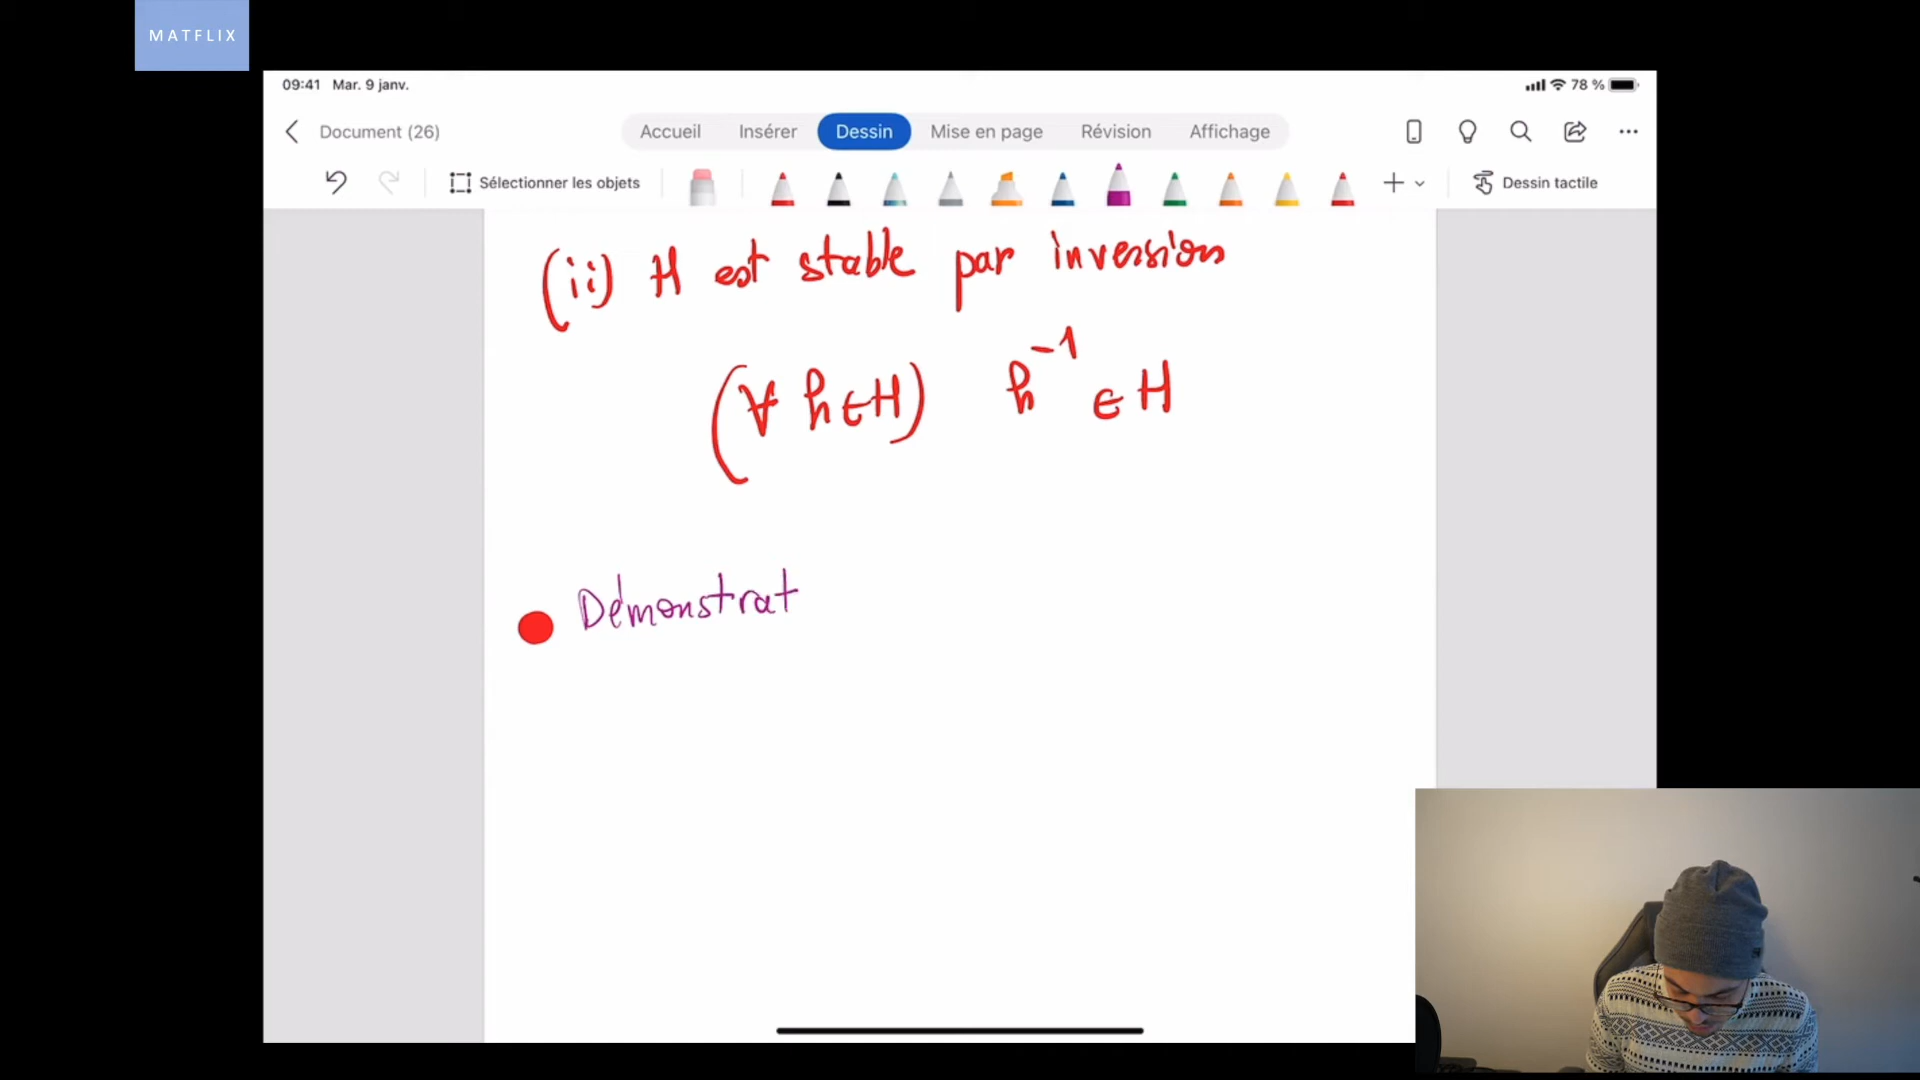 MATFLIX
09:41 Mar. 9 janv. 78 %
Document (26) Accueil Insérer Dessin Mise en page Révision Affichage
Sélectionner les objets Dessin tactile
(ii) H est stable par inversion
(∀ h ∈ H) h⁻¹ ∈ H
Démonstrat